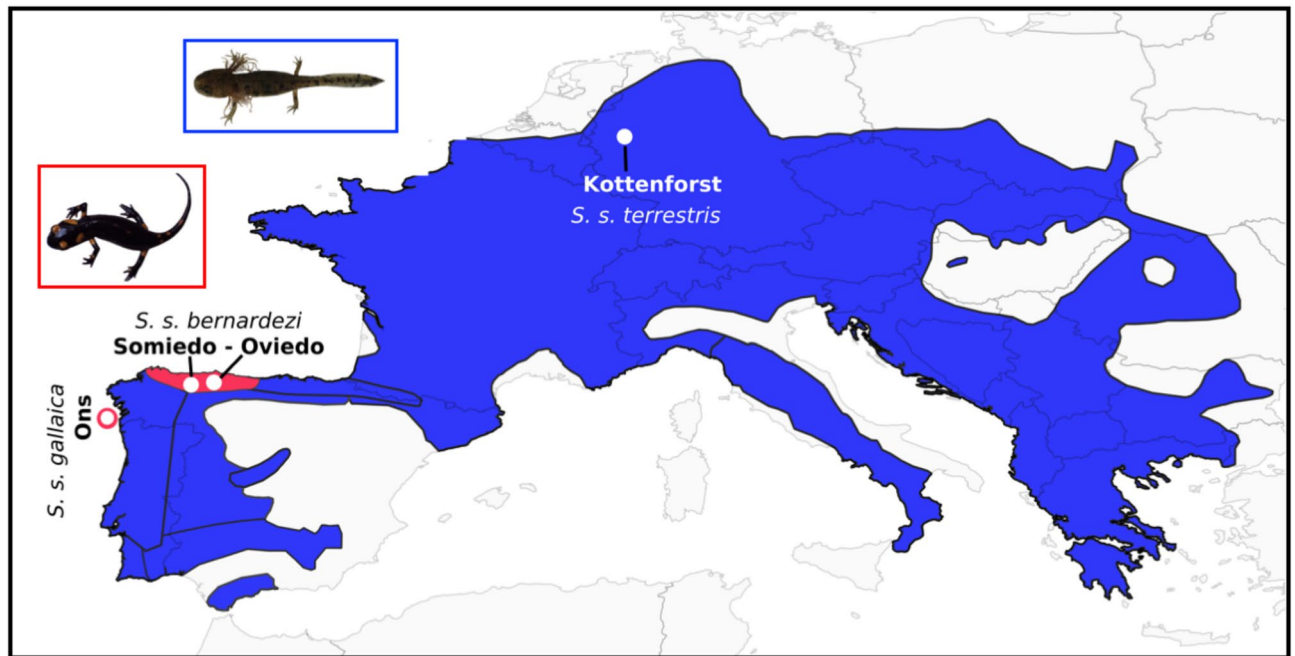 Kottenforst
S. s. terrestris
S. s. bernardezi
Somiedo - Oviedo
S. s. gallaica
Ons